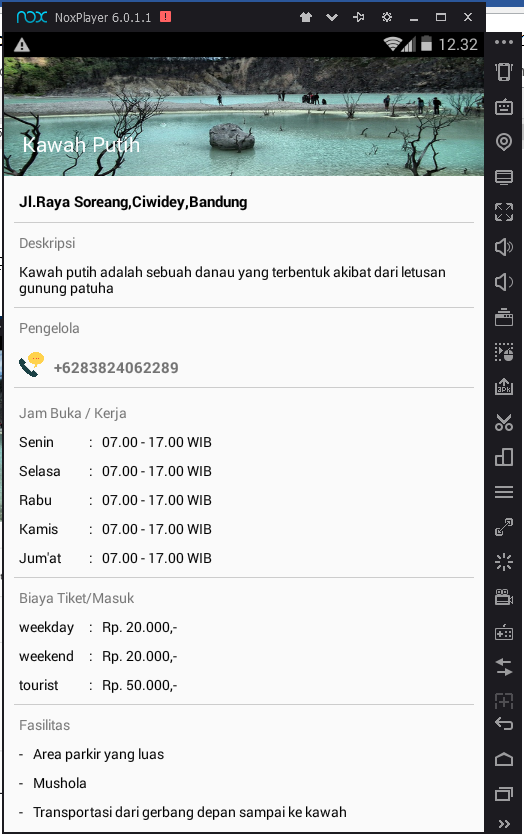 nox NoxPlayer 6.0.1.1
12.32
Kawah Putih
Jl.Raya Soreang,Ciwidey,Bandung
Deskripsi
Kawah putih adalah sebuah danau yang terbentuk akibat dari letusan
gunung patuha
Pengelola
+6283824062289
Jam Buka / Kerja
Senin : 07.00 - 17.00 WIB
Selasa : 07.00 - 17.00 WIB
Rabu : 07.00 - 17.00 WIB
Kamis : 07.00 - 17.00 WIB
Jum'at : 07.00 - 17.00 WIB
Biaya Tiket/Masuk
weekday : Rp. 20.000,-
weekend : Rp. 20.000,-
tourist : Rp. 50.000,-
Fasilitas
- Area parkir yang luas
- Mushola
- Transportasi dari gerbang depan sampai ke kawah